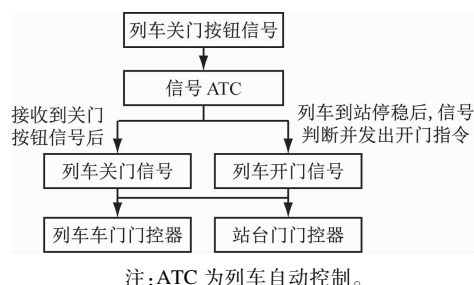 列车关门按钮信号
信号 ATC
接收到关门
按钮信号后
列车到站停稳后,信号
判断并发出开门指令
列车关门信号
列车开门信号
列车车门门控器
站台门门控器
注:ATC 为列车自动控制。